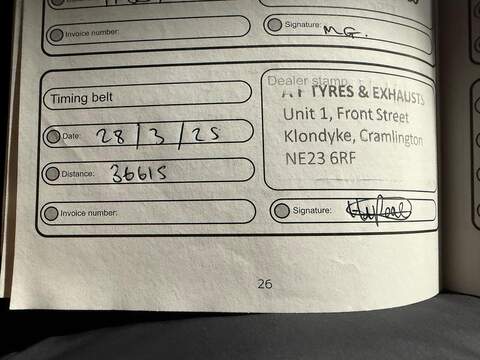 Invoice number:
Signature: MG.
Timing belt
Date: 28/3/25
Distance: 36615
Invoice number:
Dealer stamp
TYRES & EXHAUSTS
Unit 1, Front Street
Klondyke, Cramlington
NE23 6RF
Signature:
26